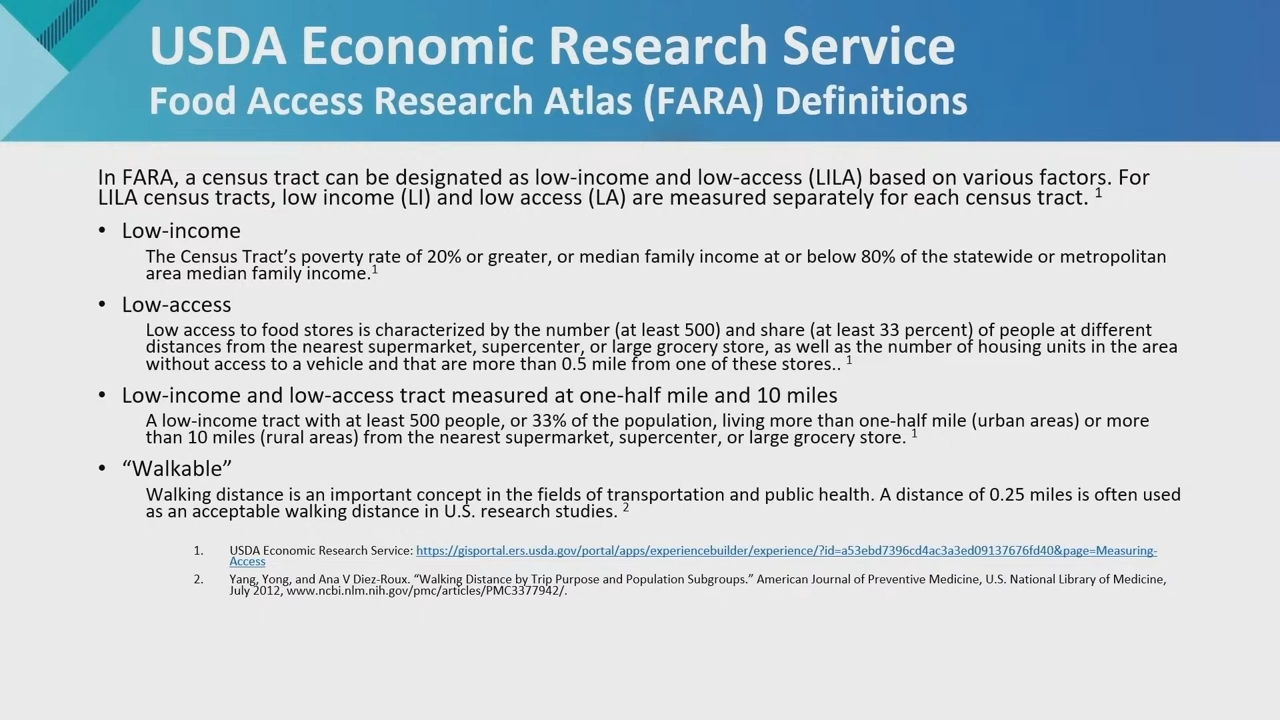 USDA Economic Research Service
Food Access Research Atlas (FARA) Definitions
In FARA, a census tract can be designated as low-income and low-access (LILA) based on various factors. For
LILA census tracts, low income (LI) and low access (LA) are measured separately for each census tract. 1
• Low-income
The Census Tract’s poverty rate of 20% or greater, or median family income at or below 80% of the statewide or metropolitan
area median family income.1
• Low-access
Low access to food stores is characterized by the number (at least 500) and share (at least 33 percent) of people at different
distances from the nearest supermarket, supercenter, or large grocery store, as well as the number of housing units in the area
without access to a vehicle and that are more than 0.5 mile from one of these stores.. 1
• Low-income and low-access tract measured at one-half mile and 10 miles
A low-income tract with at least 500 people, or 33% of the population, living more than one-half mile (urban areas) or more
than 10 miles (rural areas) from the nearest supermarket, supercenter, or large grocery store. 1
• “Walkable”
Walking distance is an important concept in the fields of transportation and public health. A distance of 0.25 miles is often used
as an acceptable walking distance in U.S. research studies. 2
1. USDA Economic Research Service: https://gisportal.ers.usda.gov/portal/apps/experiencebuilder/experience/?id=a53ebd7396cd4ac3a3ed09137676fd40&page=Measuring-
Access
2. Yang, Yong, and Ana V Diez-Roux. “Walking Distance by Trip Purpose and Population Subgroups.” American Journal of Preventive Medicine, U.S. National Library of Medicine,
July 2012, www.ncbi.nlm.nih.gov/pmc/articles/PMC3377942/.